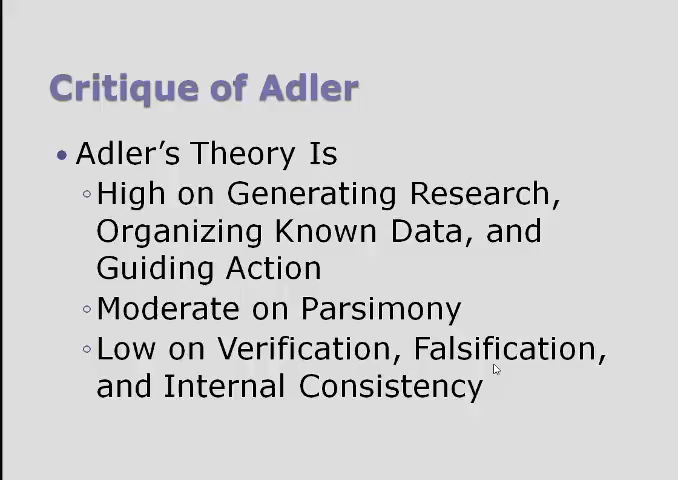 Critique of Adler
• Adler’s Theory Is
◦High on Generating Research,
Organizing Known Data, and
Guiding Action
◦Moderate on Parsimony
◦Low on Verification, Falsification,
and Internal Consistency